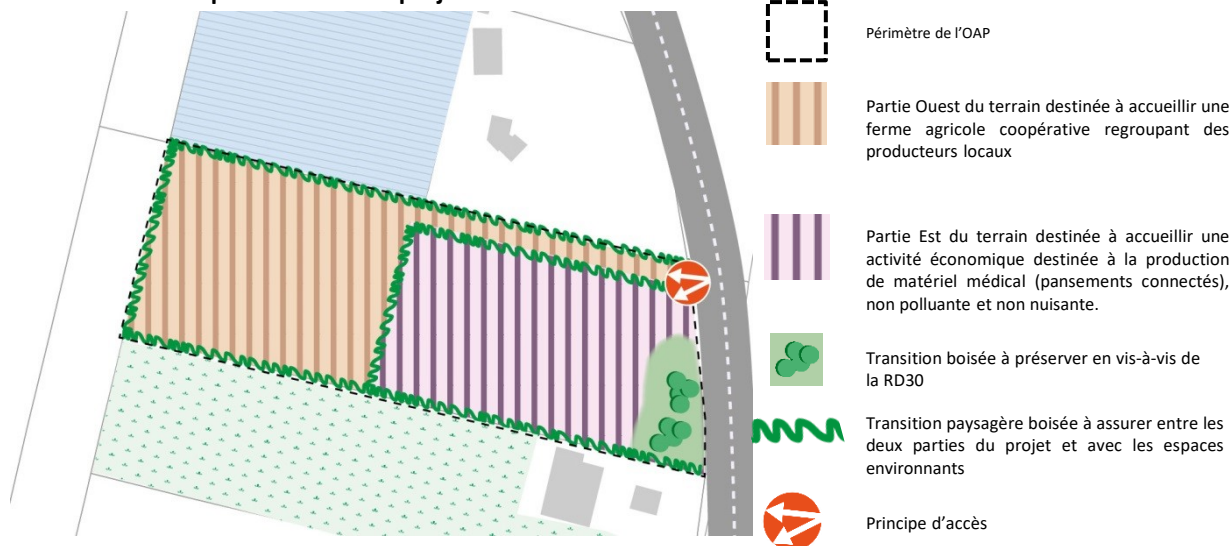 Périmètre de l'OAP
Partie Ouest du terrain destinée à accueillir une
ferme agricole coopérative regroupant des
producteurs locaux
Partie Est du terrain destinée à accueillir une
activité économique destinée à la production
de matériel médical (pansements connectés),
non polluante et non nuisante.
Transition boisée à préserver en vis-à-vis de
la RD30
Transition paysagère boisée à assurer entre les
deux parties du projet et avec les espaces
environnants
Principe d'accès